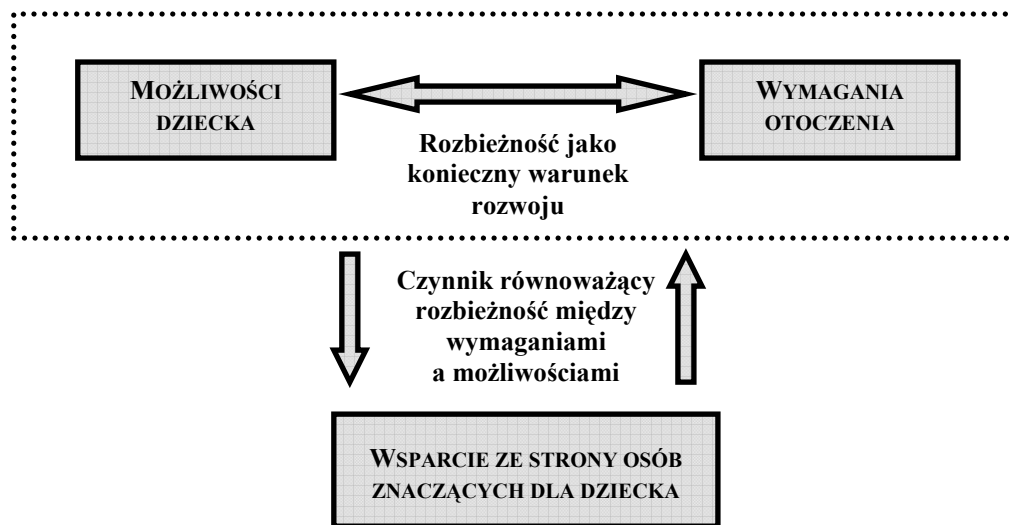 MOŻLIWOŚCI
DZIECKA
WYMAGANIA
OTOCZENIA
Rozbieżność jako
konieczny warunek
rozwoju
Czynnik równoważący
rozbieżność między
wymaganiami
a możliwościami
WSPARCIE ZE STRONY OSÓB
ZNACZĄCYCH DLA DZIECKA